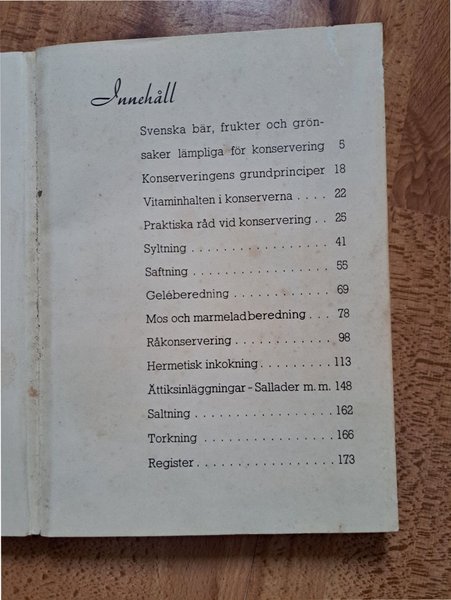 Innehåll
Svenska bär, frukter och grön-
saker lämpliga för konservering 5
Konserveringens grundprinciper 18
Vitaminhalten i konserverna . . . . 22
Praktiska råd vid konservering . . 25
Syltning . . . . . . . . . . . . . . . . . 41
Saftning . . . . . . . . . . . . . . . . . 55
Geléberedning . . . . . . . . . . . . 69
Mos och marmeladberedning . . . 78
Råkonservering . . . . . . . . . . . . 98
Hermetisk inkokning . . . . . . . . 113
Ättiksinläggningar - Sallader m. m. 148
Saltning . . . . . . . . . . . . . . . . . 162
Torkning . . . . . . . . . . . . . . . . 166
Register . . . . . . . . . . . . . . . . . 173